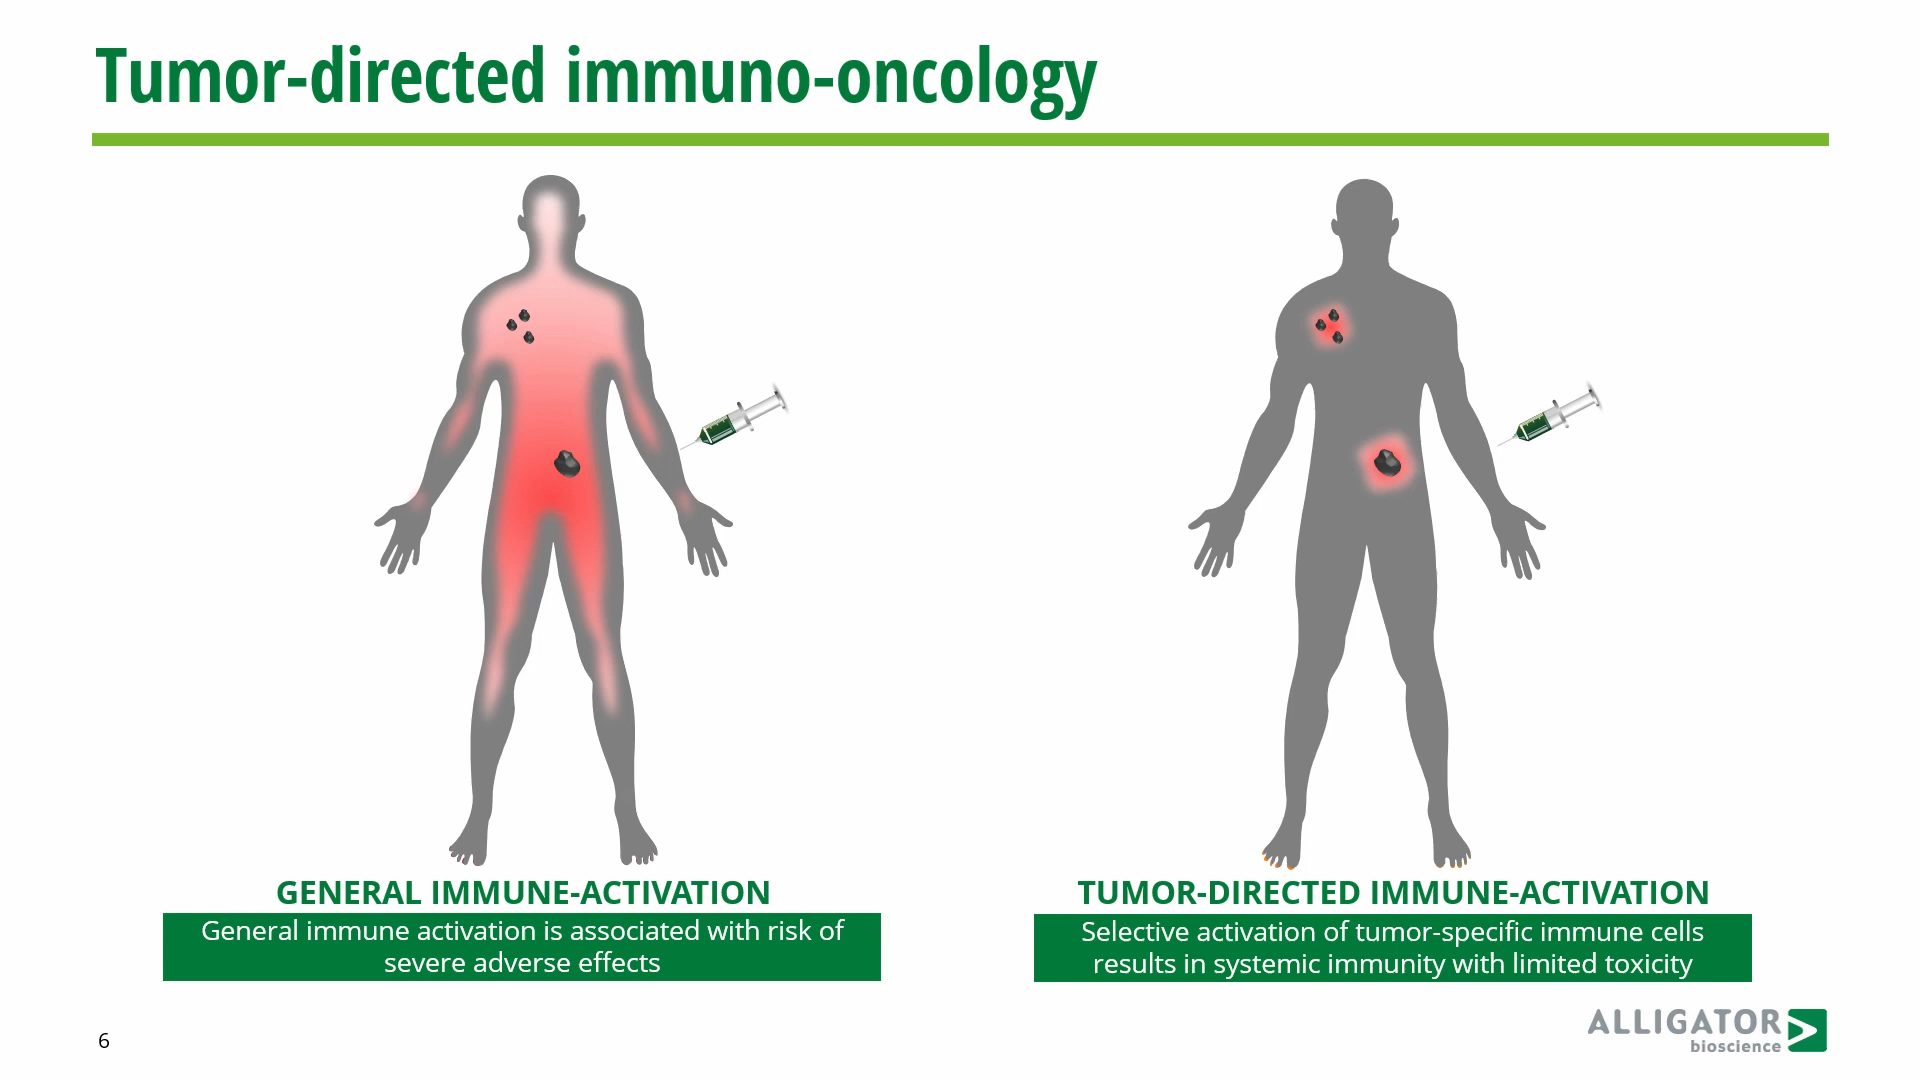 Tumor-directed immuno-oncology
GENERAL IMMUNE-ACTIVATION
General immune activation is associated with risk of
severe adverse effects
TUMOR-DIRECTED IMMUNE-ACTIVATION
Selective activation of tumor-specific immune cells
results in systemic immunity with limited toxicity
6
ALLIGATOR
bioscience